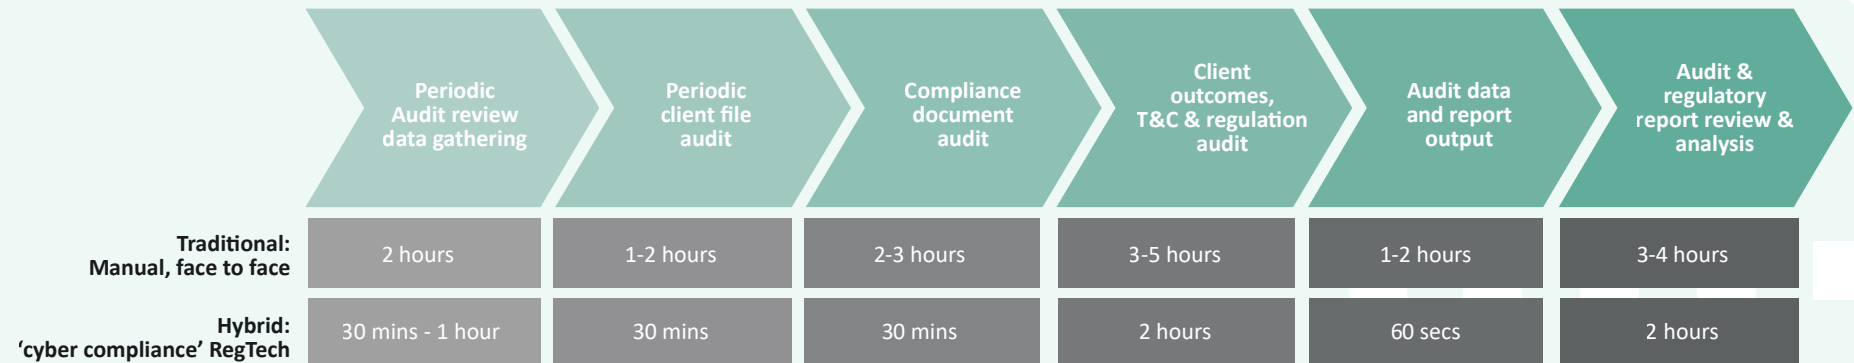 Periodic
Audit review
data gathering
Periodic
client file
audit
Compliance
document
audit
Client
outcomes,
T&C & regulation
audit
Audit data
and report
output
Audit &
regulatory
report review &
analysis
Traditional:
Manual, face to face
2 hours
1-2 hours
2-3 hours
3-5 hours
1-2 hours
3-4 hours
Hybrid:
‘cyber compliance’ RegTech
30 mins - 1 hour
30 mins
30 mins
2 hours
60 secs
2 hours